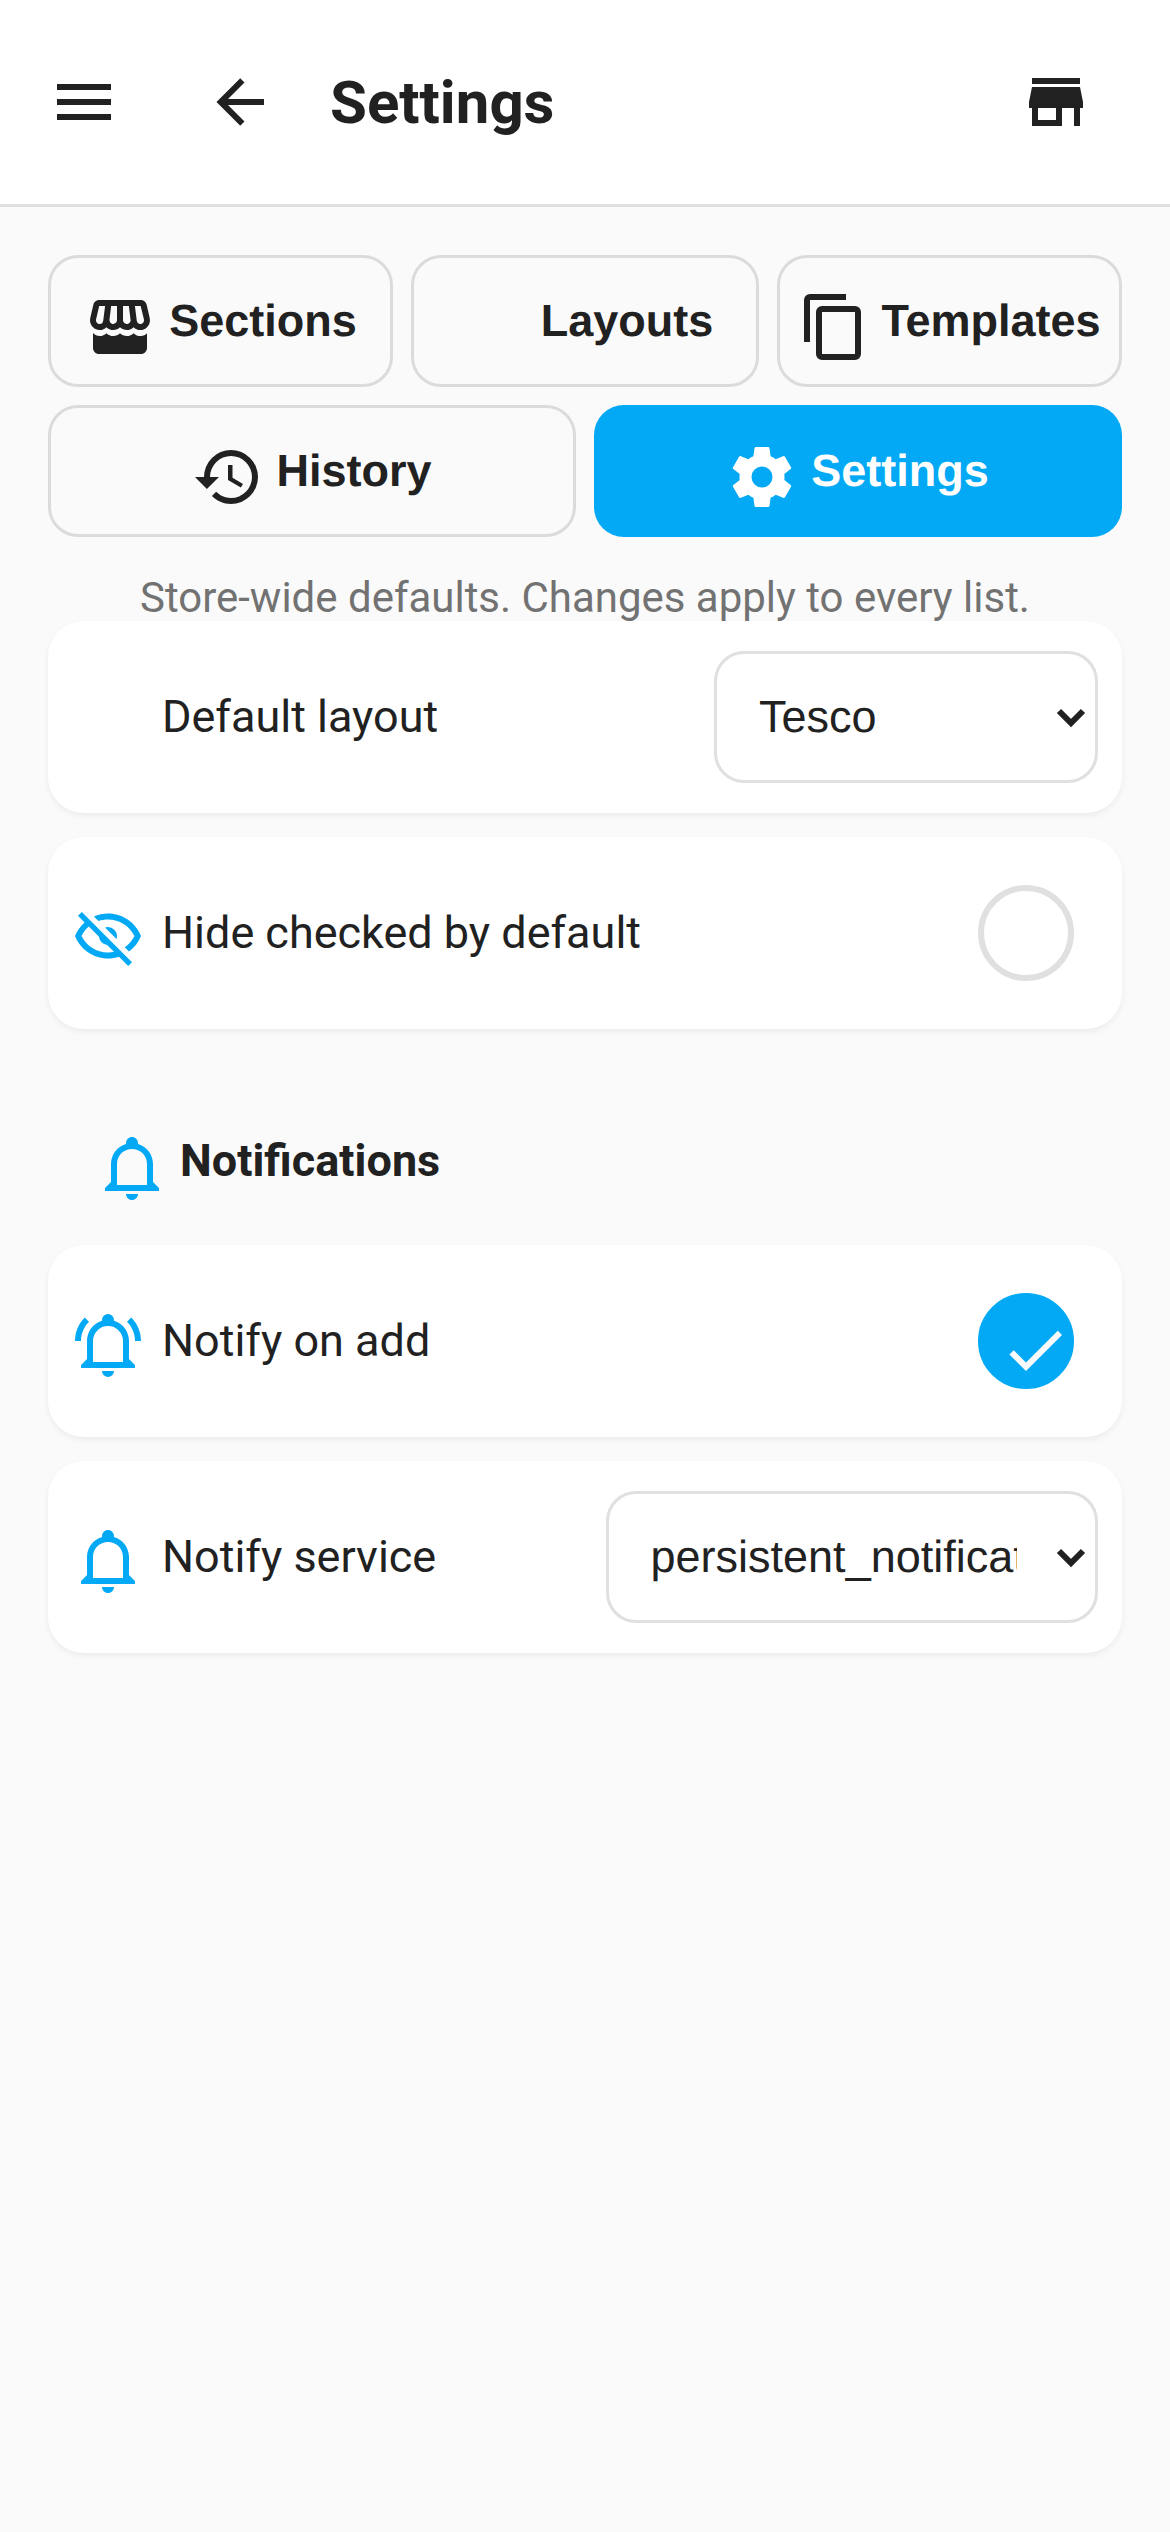 Settings
Sections
Layouts
Templates
History
Settings
Store-wide defaults. Changes apply to every list.
Default layout
Tesco
Hide checked by default
Notifications
Notify on add
Notify service
persistent_notificat